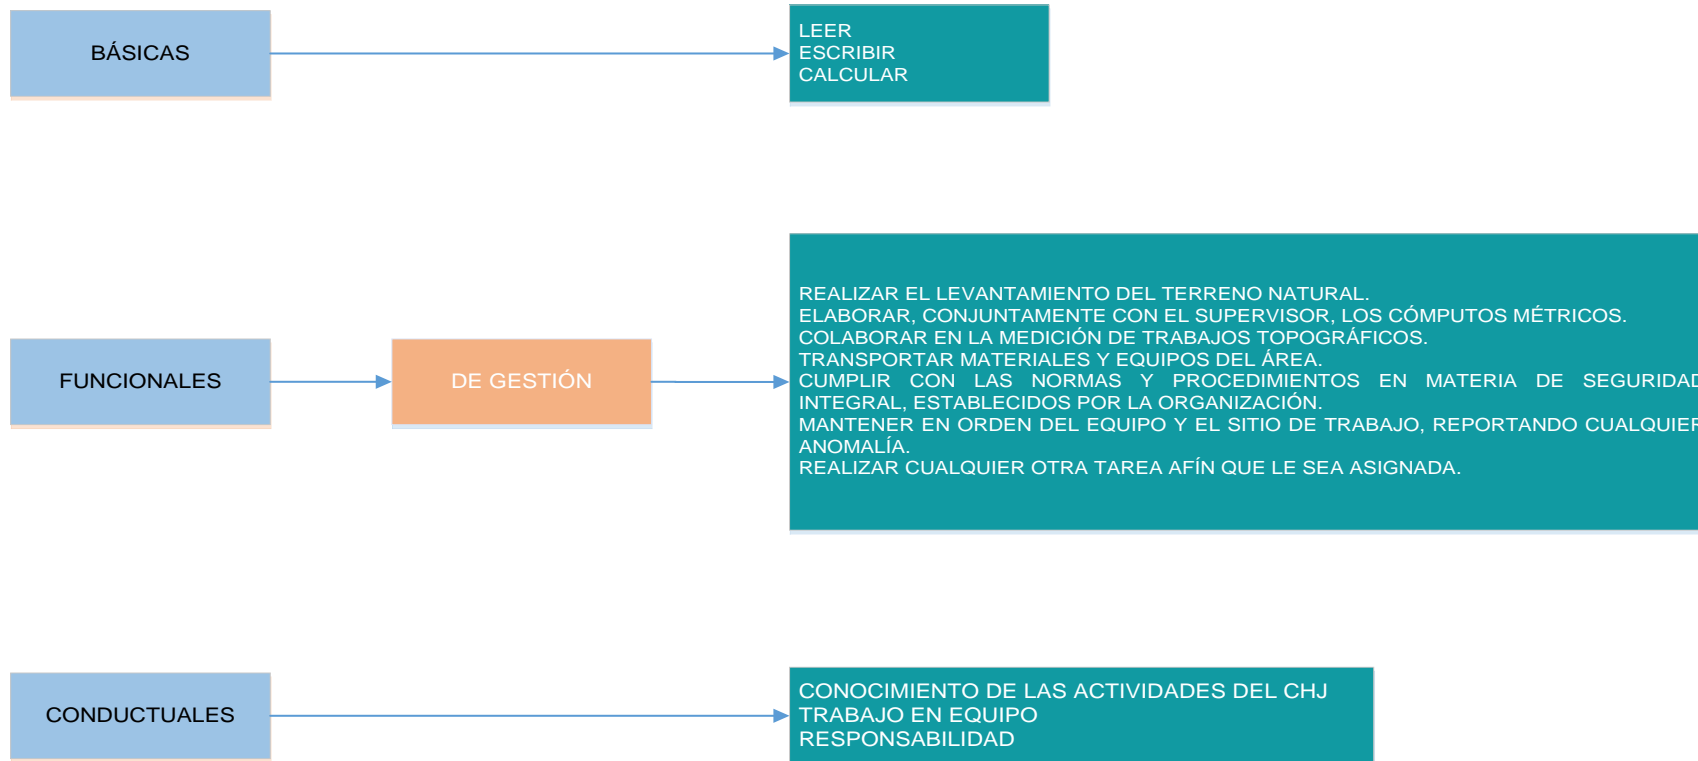 BÁSICAS
LEER
ESCRIBIR
CALCULAR
FUNCIONALES
DE GESTIÓN
REALIZAR EL LEVANTAMIENTO DEL TERRENO NATURAL.
ELABORAR, CONJUNTAMENTE CON EL SUPERVISOR, LOS CÓMPUTOS MÉTRICOS.
COLABORAR EN LA MEDICIÓN DE TRABAJOS TOPOGRÁFICOS.
TRANSPORTAR MATERIALES Y EQUIPOS DEL ÁREA.
CUMPLIR CON LAS NORMAS Y PROCEDIMIENTOS EN MATERIA DE SEGURIDAD
INTEGRAL, ESTABLECIDOS POR LA ORGANIZACIÓN.
MANTENER EN ORDEN DEL EQUIPO Y EL SITIO DE TRABAJO, REPORTANDO CUALQUIER
ANOMALÍA.
REALIZAR CUALQUIER OTRA TAREA AFÍN QUE LE SEA ASIGNADA.
CONDUCTUALES
CONOCIMIENTO DE LAS ACTIVIDADES DEL CHJ
TRABAJO EN EQUIPO
RESPONSABILIDAD